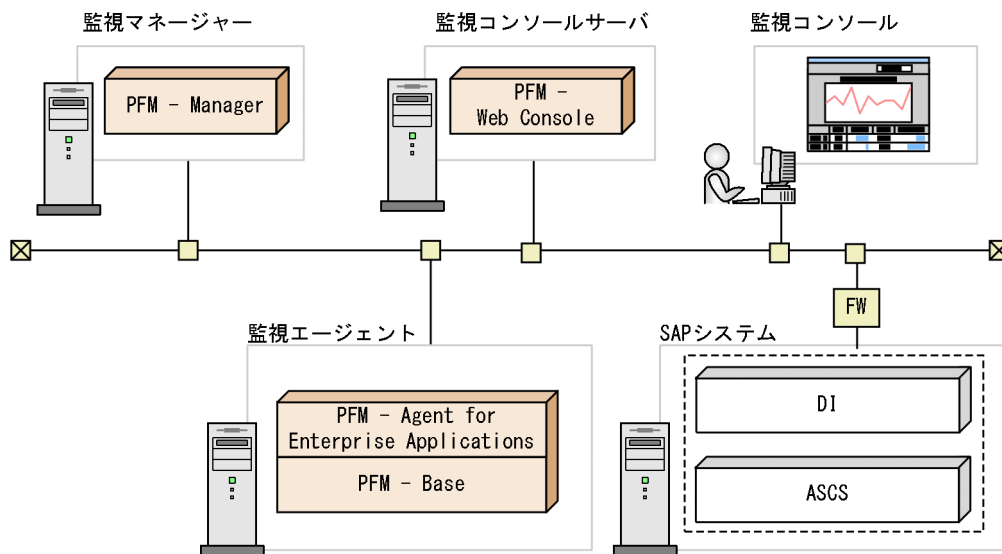 監視マネージャー
監視コンソールサーバ
監視コンソール
PFM - Manager
PFM -
Web Console
FW
監視エージェント
SAPシステム
PFM - Agent for
Enterprise Applications
PFM - Base
DI
ASCS